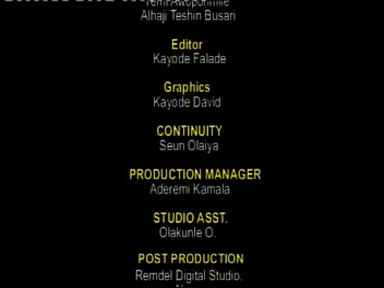 Alhaji Teshin Busari
Editor
Kayode Falade
Graphics
Kayode David
CONTINUITY
Seun Olaiya
PRODUCTION MANAGER
Aderemi Kamala
STUDIO ASST.
Olakunle O.
POST PRODUCTION
Remdel Digital Studio,